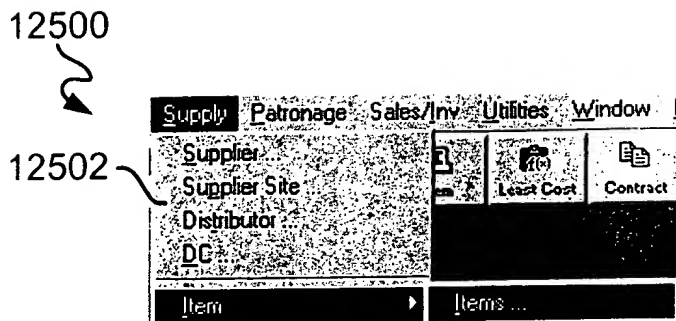 12500
Supply Patronage Sales/Inv Utilities Window
12502
Supplier ...
Supplier Site
Distributor ...
Least Cost Contract
DC ...
Item Items ...